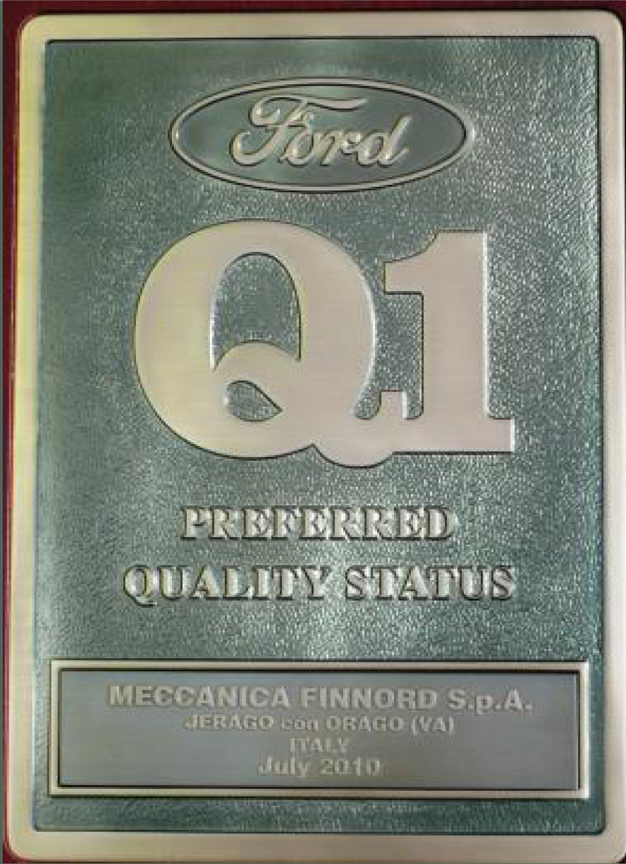 Ford
Q1
PREFERRED
QUALITY STATUS
MECCANICA FINNORD S.p.A.
JERAGO con ORAGO (VA)
ITALY
July 2010